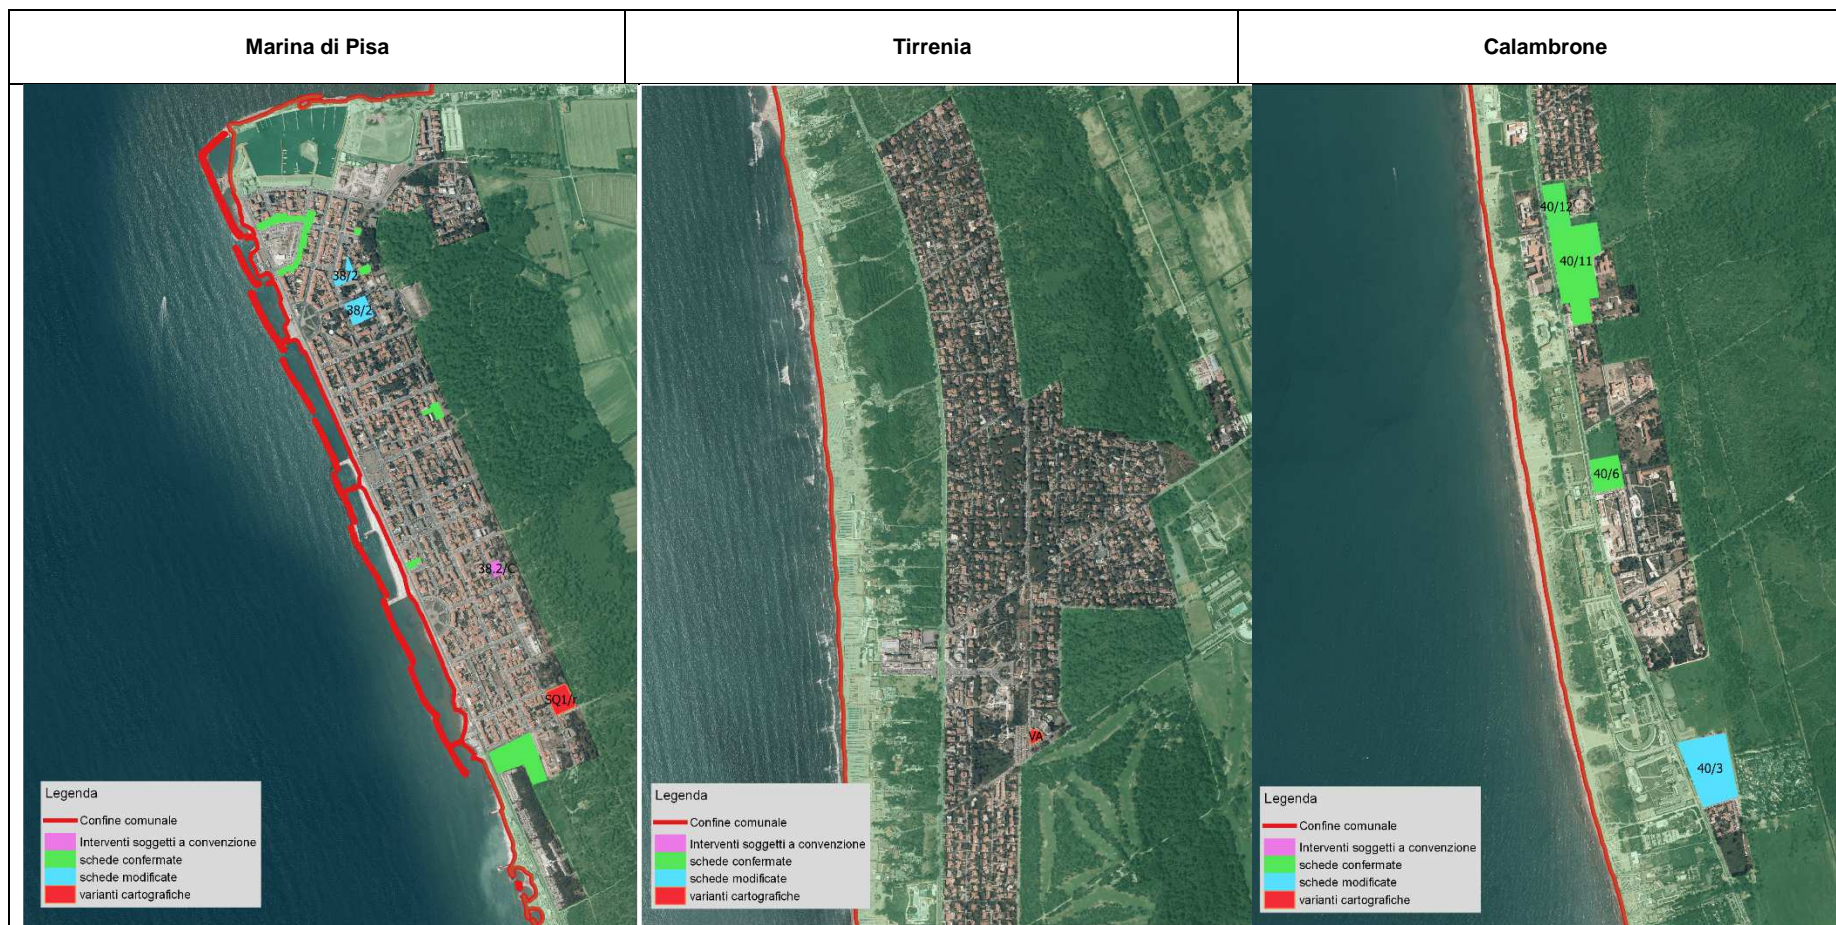 Marina di Pisa
Tirrenia
Calambrone
38/2
38/2
38.2/C
SQ1/r
Legenda
Confine comunale
Interventi soggetti a convenzione
schede confermate
schede modificate
varianti cartografiche
VA
Legenda
Confine comunale
Interventi soggetti a convenzione
schede confermate
schede modificate
varianti cartografiche
40/12
40/11
40/6
40/3
Legenda
Confine comunale
Interventi soggetti a convenzione
schede confermate
schede modificate
varianti cartografiche